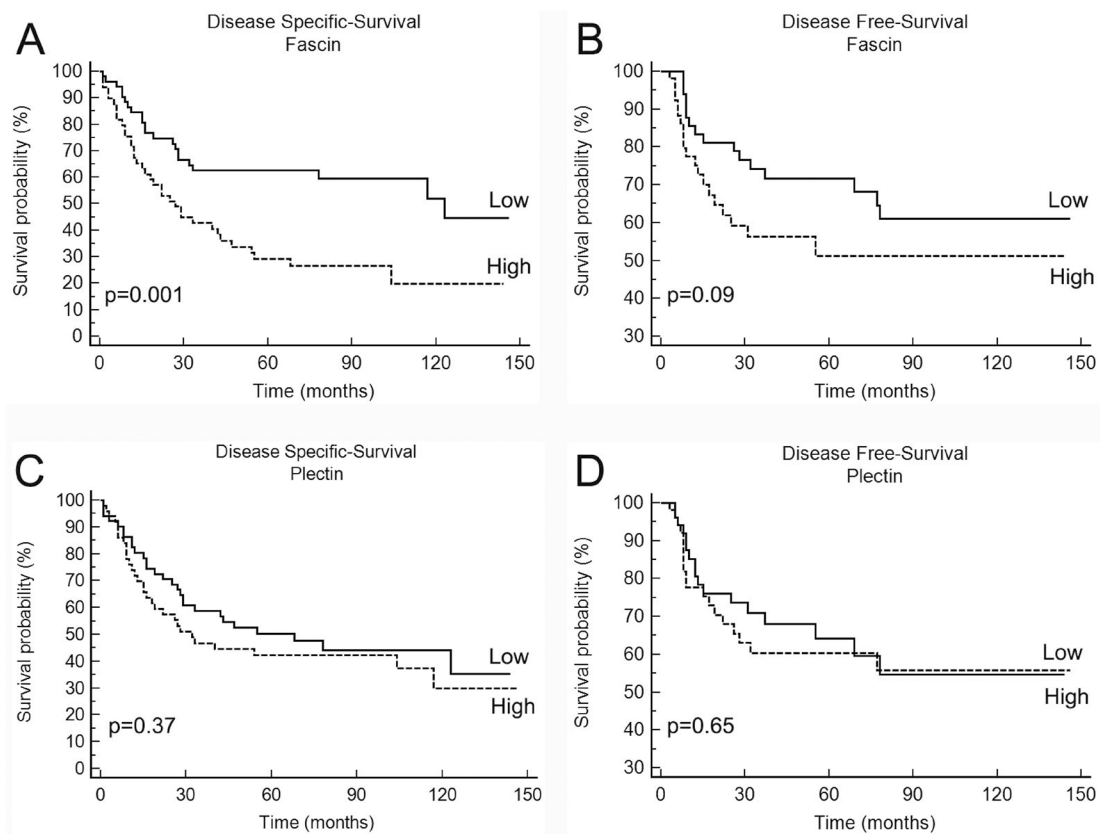 A
Disease Specific-Survival
Fascin
Survival probability (%)
100
90
80
70
60
50
40
30
20
10
0
Low
High
p=0.001
0 30 60 90 120 150
Time (months)
B
Disease Free-Survival
Fascin
Survival probability (%)
100
90
80
70
60
50
40
30
Low
High
p=0.09
0 30 60 90 120 150
Time (months)
C
Disease Specific-Survival
Plectin
Survival probability (%)
100
90
80
70
60
50
40
30
20
10
0
Low
High
p=0.37
0 30 60 90 120 150
Time (months)
D
Disease Free-Survival
Plectin
Survival probability (%)
100
90
80
70
60
50
40
30
Low
High
p=0.65
0 30 60 90 120 150
Time (months)